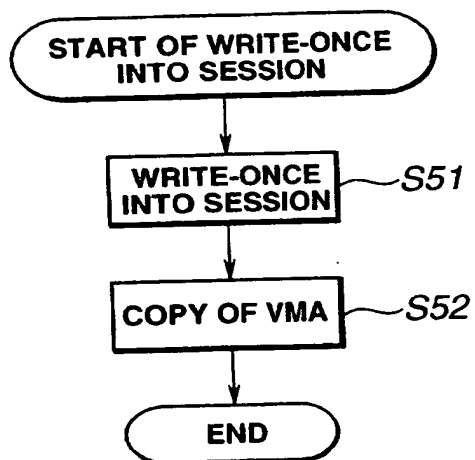 START OF WRITE-ONCE
INTO SESSION
WRITE-ONCE
INTO SESSION
S51
COPY OF VMA
S52
END